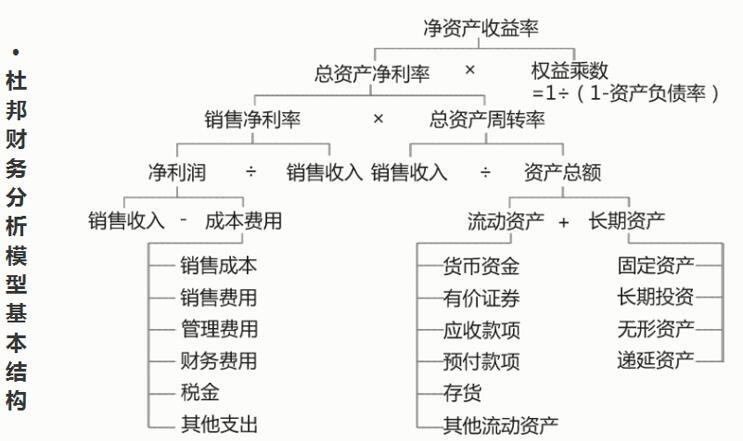 • 杜邦财务分析模型基本结构
净资产收益率
总资产净利率 × 权益乘数
=1÷（1-资产负债率）
销售净利率 × 总资产周转率
净利润 ÷ 销售收入 销售收入 ÷ 资产总额
销售收入 - 成本费用 流动资产 + 长期资产
销售成本 货币资金 固定资产
销售费用 有价证券 长期投资
管理费用 应收款项 无形资产
财务费用 预付款项 递延资产
税金 存货
其他支出 其他流动资产